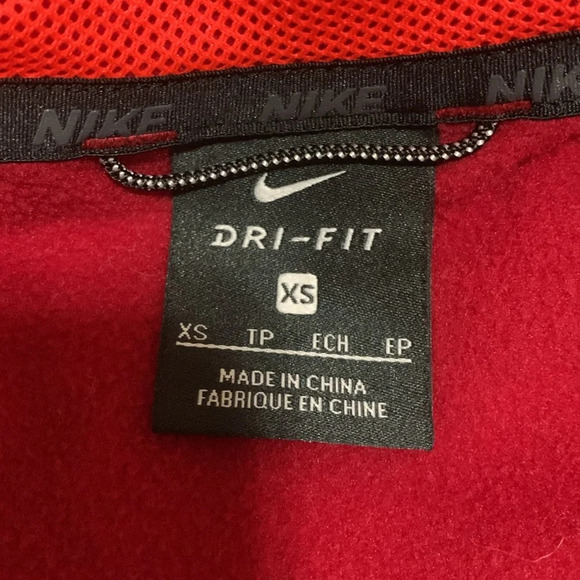 NIKE NIKE NIKE
DRI-FIT
XS
XS TP ECH EP
MADE IN CHINA
FABRIQUE EN CHINE